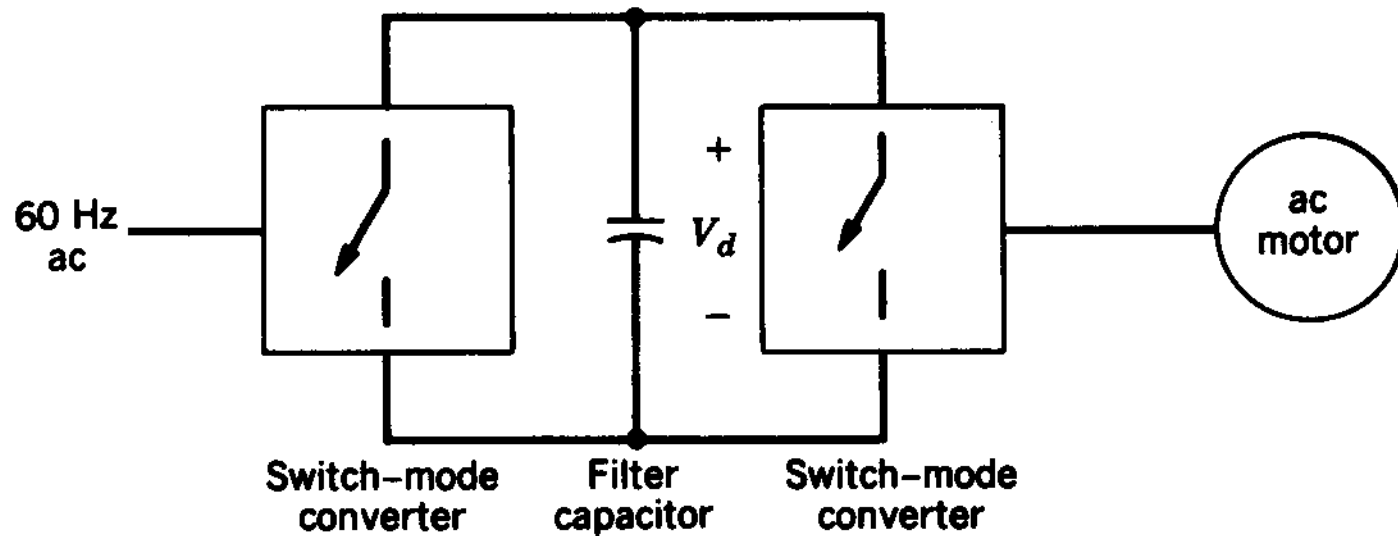 60 Hz
ac
+
V_d
−
ac
motor
Switch-mode
converter
Filter
capacitor
Switch-mode
converter